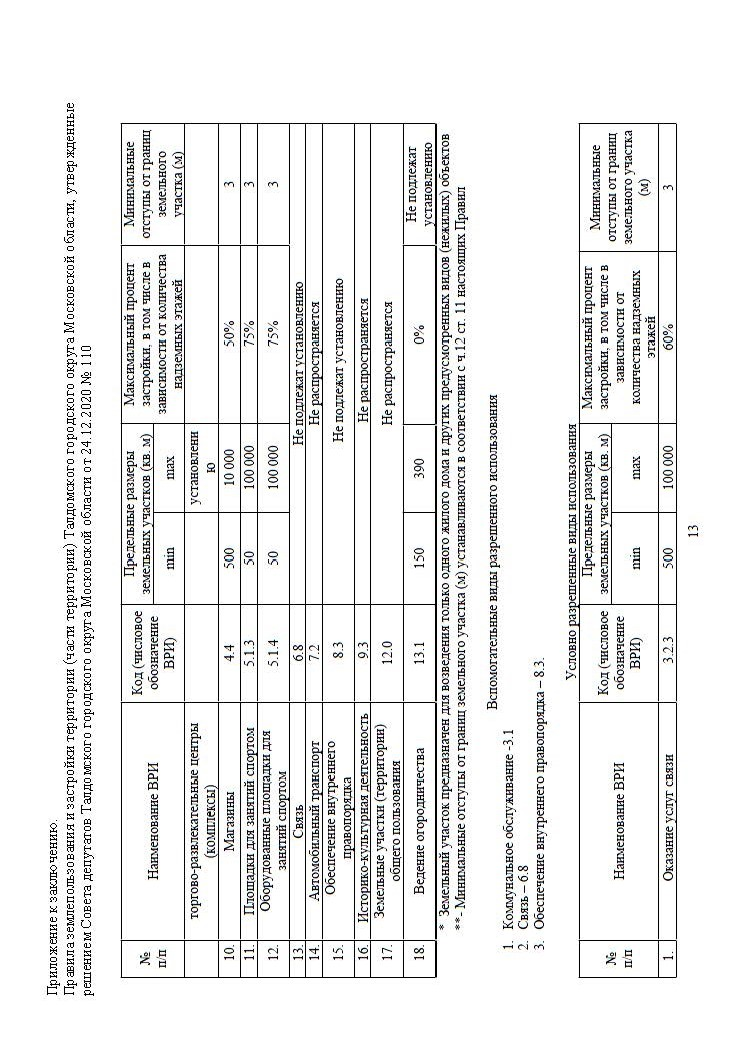 Приложение к заключению.
Правила землепользования и застройки территории (части территории) Талдомского городского округа Московской области, утвержденные
решением Совета депутатов Талдомского городского округа Московской области от 24.12.2020 № 110
№ п/п | Наименование ВРИ | Код (числовое обозначение ВРИ) | Предельные размеры земельных участков (кв. м) min | max | Максимальный процент застройки, в том числе в зависимости от количества надземных этажей | Минимальные отступы от границ земельного участка (м)
торгово-развлекательные центры (комплексы) | установлению
10. | Магазины | 4.4 | 500 | 10 000 | 50% | 3
11. | Площадки для занятий спортом | 5.1.3 | 50 | 100 000 | 75% | 3
12. | Оборудованные площадки для занятий спортом | 5.1.4 | 50 | 100 000 | 75% | 3
13. | Связь | 6.8 | Не подлежат установлению
14. | Автомобильный транспорт | 7.2 | Не распространяется
15. | Обеспечение внутреннего правопорядка | 8.3 | Не подлежат установлению
16. | Историко-культурная деятельность | 9.3 | Не распространяется
17. | Земельные участки (территории) общего пользования | 12.0 | Не распространяется
18. | Ведение огородничества | 13.1 | 150 | 390 | 0% | Не подлежат установлению
* Земельный участок предназначен для возведения только одного жилого дома и других предусмотренных видов (нежилых) объектов
**- Минимальные отступы от границ земельного участка (м) устанавливаются в соответствии с ч.12 ст. 11 настоящих Правил
Вспомогательные виды разрешенного использования
1. Коммунальное обслуживание -3.1
2. Связь – 6.8
3. Обеспечение внутреннего правопорядка – 8.3.
Условно разрешенные виды использования
№ п/п | Наименование ВРИ | Код (числовое обозначение ВРИ) | Предельные размеры земельных участков (кв. м) min | max | Максимальный процент застройки, в том числе в зависимости от количества надземных этажей | Минимальные отступы от границ земельного участка (м)
1. | Оказание услуг связи | 3.2.3 | 500 | 100 000 | 60% | 3
13